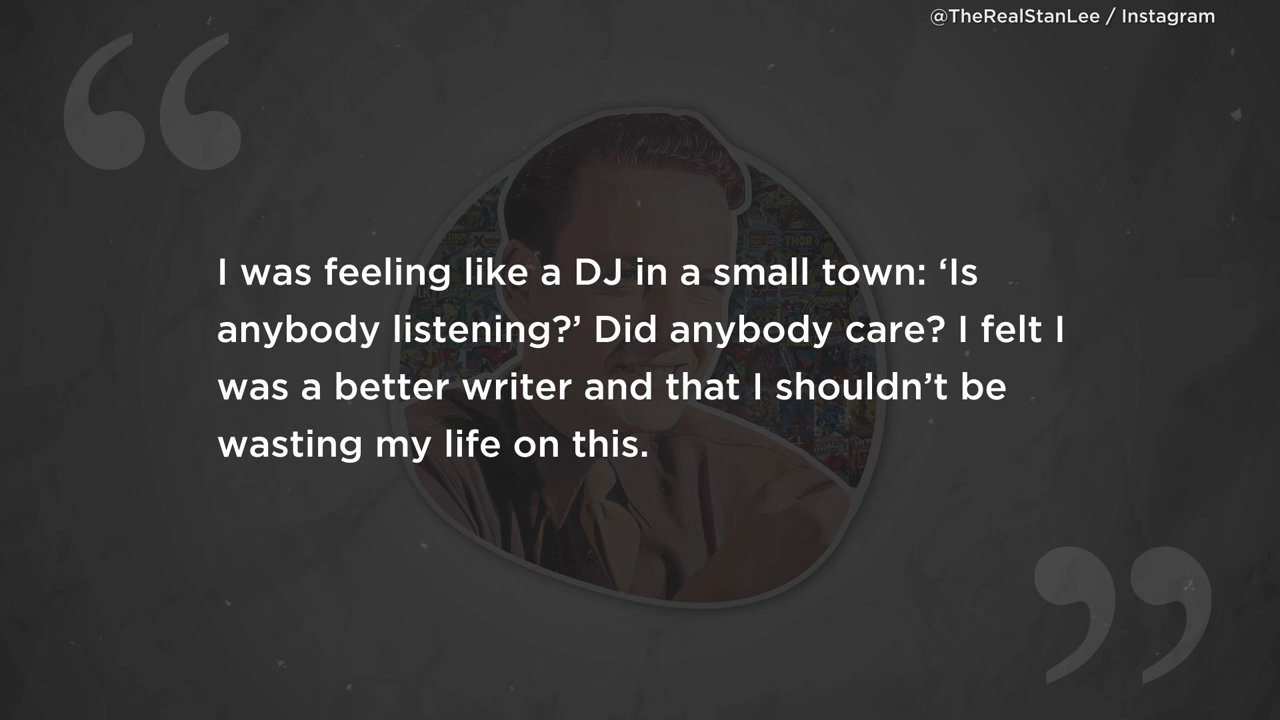 @TheRealStanLee / Instagram
I was feeling like a DJ in a small town: ‘Is
anybody listening?’ Did anybody care? I felt I
was a better writer and that I shouldn’t be
wasting my life on this.
THOR